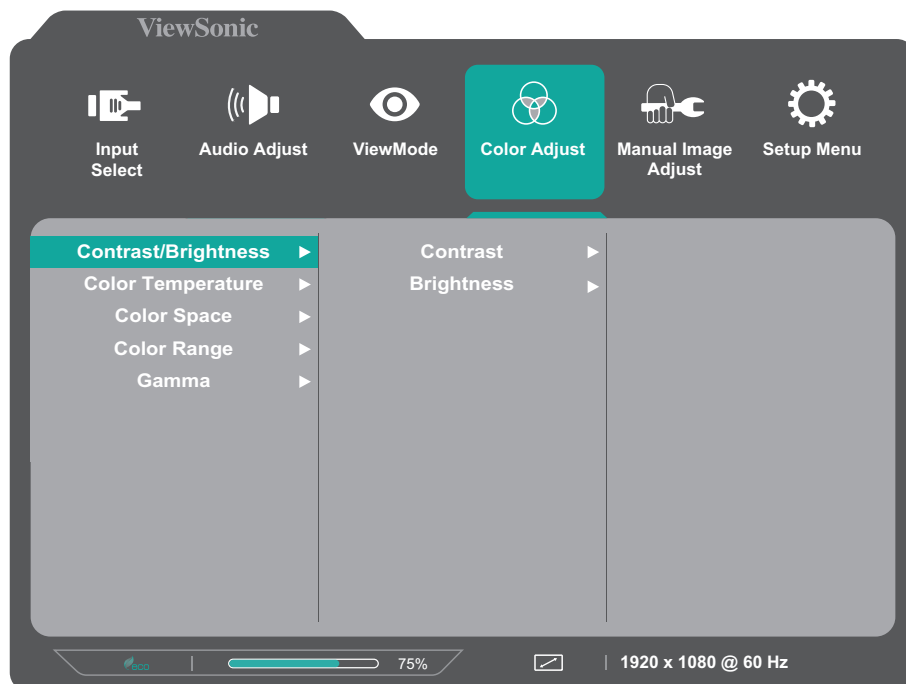 ViewSonic
Input
Select
Audio Adjust
ViewMode
Color Adjust
Manual Image
Adjust
Setup Menu
Contrast/Brightness
Color Temperature
Color Space
Color Range
Gamma
Contrast
Brightness
eco
75%
1920 x 1080 @ 60 Hz